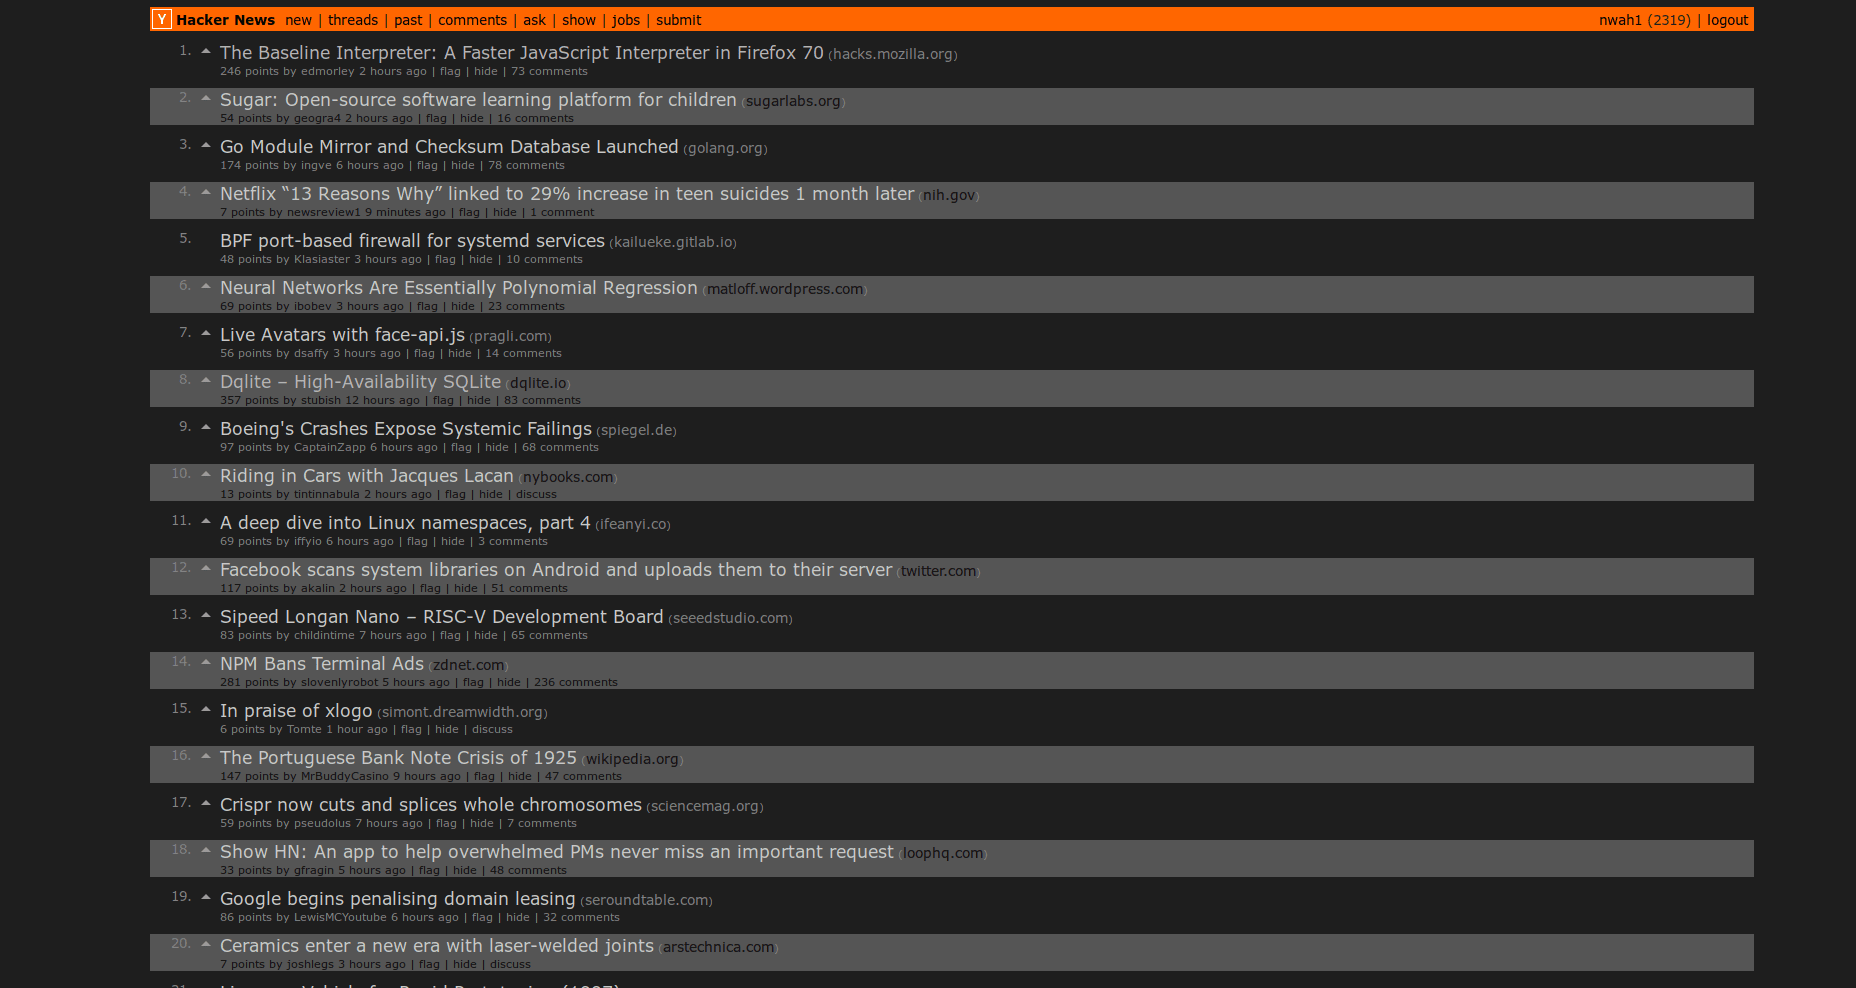 Y Hacker News new | threads | past | comments | ask | show | jobs | submit nwah1 (2319) | logout
1. The Baseline Interpreter: A Faster JavaScript Interpreter in Firefox 70 (hacks.mozilla.org)
246 points by edmorley 2 hours ago | flag | hide | 73 comments
2. Sugar: Open-source software learning platform for children (sugarlabs.org)
54 points by geogra4 2 hours ago | flag | hide | 16 comments
3. Go Module Mirror and Checksum Database Launched (golang.org)
174 points by ingve 6 hours ago | flag | hide | 78 comments
4. Netflix “13 Reasons Why” linked to 29% increase in teen suicides 1 month later (nih.gov)
7 points by newsreview1 9 minutes ago | flag | hide | 1 comment
5. BPF port-based firewall for systemd services (kailueke.gitlab.io)
48 points by Klasiaster 3 hours ago | flag | hide | 10 comments
6. Neural Networks Are Essentially Polynomial Regression (matloff.wordpress.com)
69 points by ibobev 3 hours ago | flag | hide | 23 comments
7. Live Avatars with face-api.js (pragli.com)
56 points by dsaffy 3 hours ago | flag | hide | 14 comments
8. Dqlite – High-Availability SQLite (dqlite.io)
357 points by stubish 12 hours ago | flag | hide | 83 comments
9. Boeing's Crashes Expose Systemic Failings (spiegel.de)
97 points by CaptainZapp 6 hours ago | flag | hide | 68 comments
10. Riding in Cars with Jacques Lacan (nybooks.com)
13 points by tintinnabula 2 hours ago | flag | hide | discuss
11. A deep dive into Linux namespaces, part 4 (ifeanyi.co)
69 points by iffyio 6 hours ago | flag | hide | 3 comments
12. Facebook scans system libraries on Android and uploads them to their server (twitter.com)
117 points by akalin 2 hours ago | flag | hide | 51 comments
13. Sipeed Longan Nano – RISC-V Development Board (seeedstudio.com)
83 points by childintime 7 hours ago | flag | hide | 65 comments
14. NPM Bans Terminal Ads (zdnet.com)
281 points by slovenlyrobot 5 hours ago | flag | hide | 236 comments
15. In praise of xlogo (simont.dreamwidth.org)
6 points by Tomte 1 hour ago | flag | hide | discuss
16. The Portuguese Bank Note Crisis of 1925 (wikipedia.org)
147 points by MrBuddyCasino 9 hours ago | flag | hide | 47 comments
17. Crispr now cuts and splices whole chromosomes (sciencemag.org)
59 points by pseudolus 7 hours ago | flag | hide | 7 comments
18. Show HN: An app to help overwhelmed PMs never miss an important request (loophq.com)
33 points by gfragin 5 hours ago | flag | hide | 48 comments
19. Google begins penalising domain leasing (seroundtable.com)
86 points by LewisMCYoutube 6 hours ago | flag | hide | 32 comments
20. Ceramics enter a new era with laser-welded joints (arstechnica.com)
7 points by joshlegs 3 hours ago | flag | hide | discuss